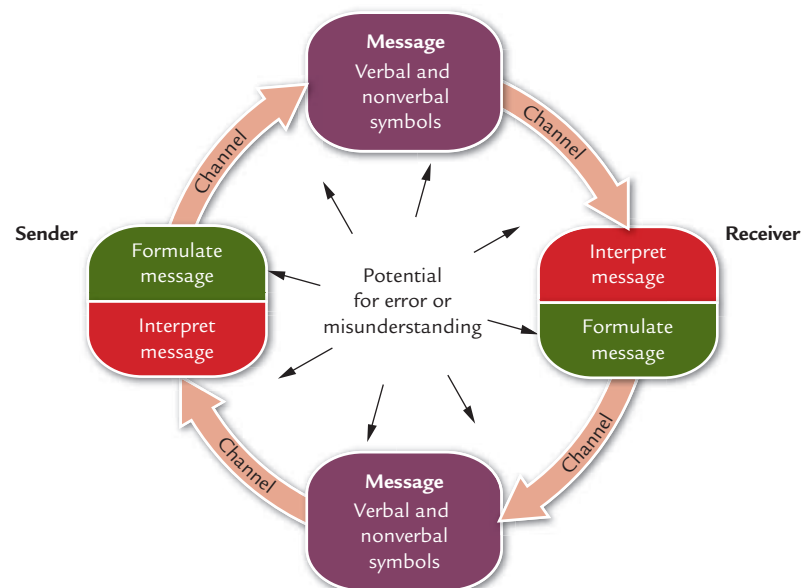 Message
Verbal and
nonverbal
symbols
Channel
Channel
Sender
Formulate
message
Interpret
message
Potential
for error or
misunderstanding
Receiver
Interpret
message
Formulate
message
Channel
Channel
Message
Verbal and
nonverbal
symbols